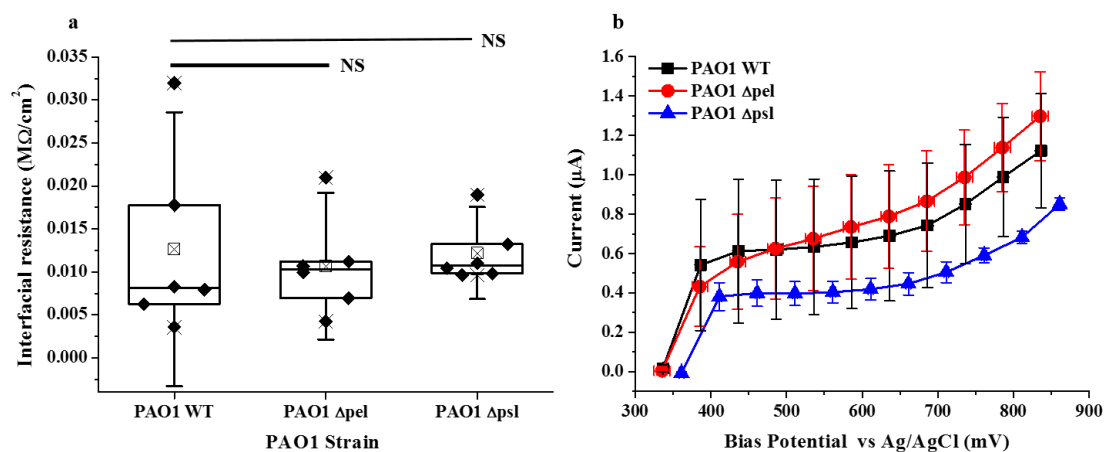 a
NS
NS
Interfacial resistance (MΩ/cm²)
0.035
0.030
0.025
0.020
0.015
0.010
0.005
0.000
PAO1 WT
PAO1 Δpel
PAO1 Δpsl
PAO1 Strain
b
PAO1 WT
PAO1 Δpel
PAO1 Δpsl
Current (μA)
1.6
1.4
1.2
1.0
0.8
0.6
0.4
0.2
0.0
300 400 500 600 700 800 900
Bias Potential vs Ag/AgCl (mV)